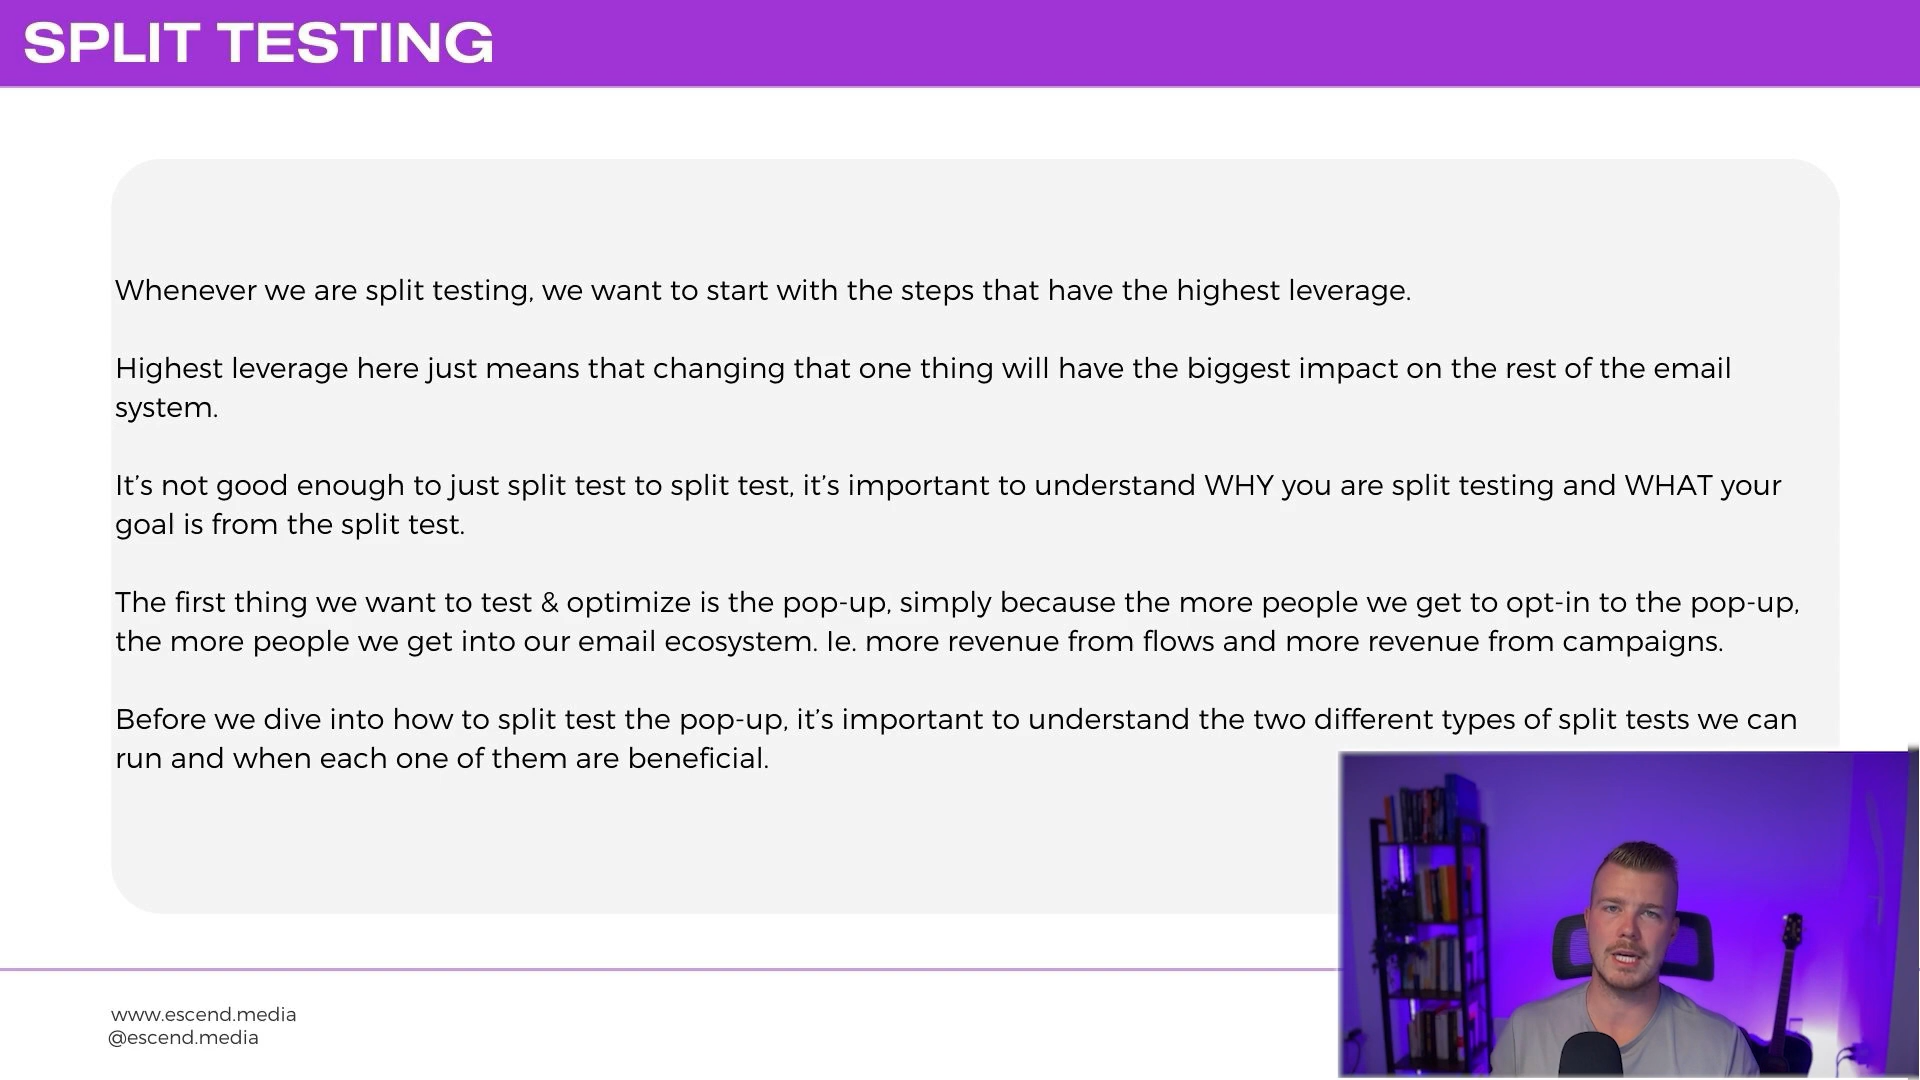 SPLIT TESTING
Whenever we are split testing, we want to start with the steps that have the highest leverage.
Highest leverage here just means that changing that one thing will have the biggest impact on the rest of the email
system.
It’s not good enough to just split test to split test, it’s important to understand WHY you are split testing and WHAT your
goal is from the split test.
The first thing we want to test & optimize is the pop-up, simply because the more people we get to opt-in to the pop-up,
the more people we get into our email ecosystem. Ie. more revenue from flows and more revenue from campaigns.
Before we dive into how to split test the pop-up, it’s important to understand the two different types of split tests we can
run and when each one of them are beneficial.
www.escend.media
@escend.media